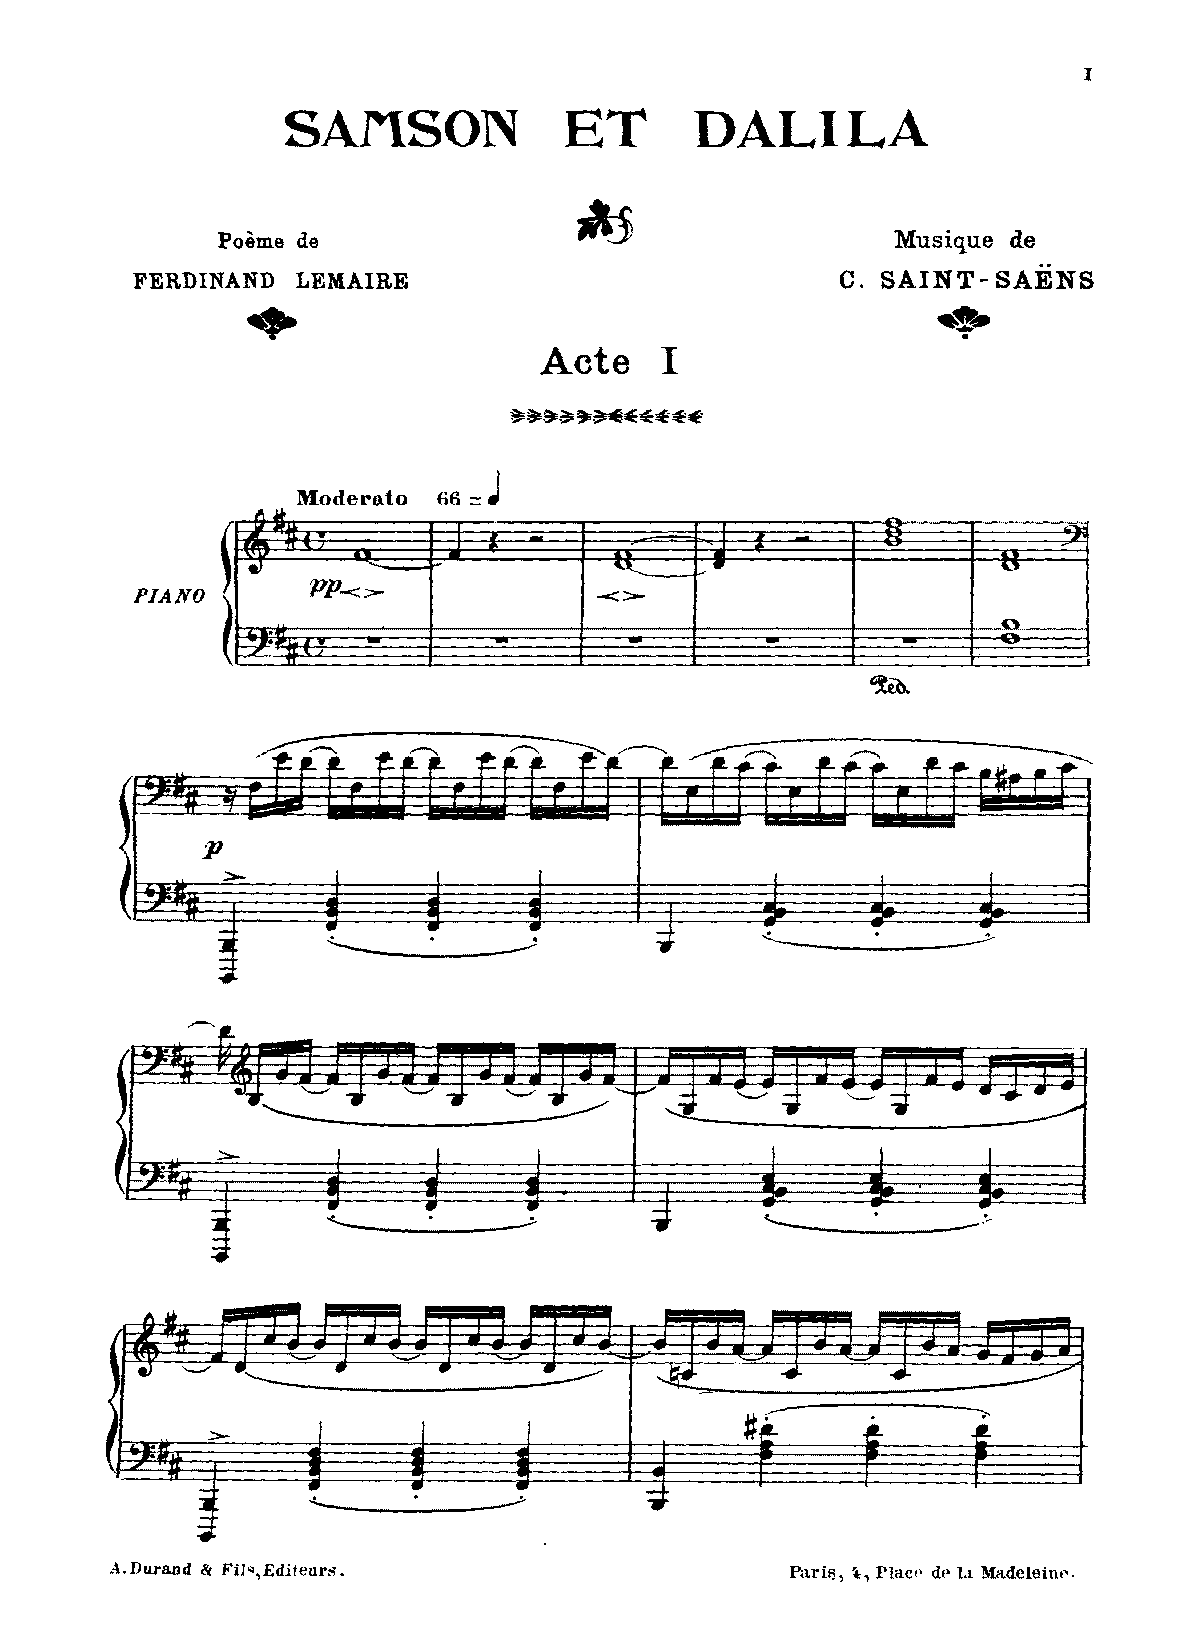 I
SAMSON ET DALILA
Poème de
FERDINAND LEMAIRE
Musique de
C. SAINT-SAËNS
Acte I
Moderato 66 = ♩
PIANO
pp
Ped.
p
A. Durand & Fils, Editeurs.
Paris, 4, Place de la Madeleine.